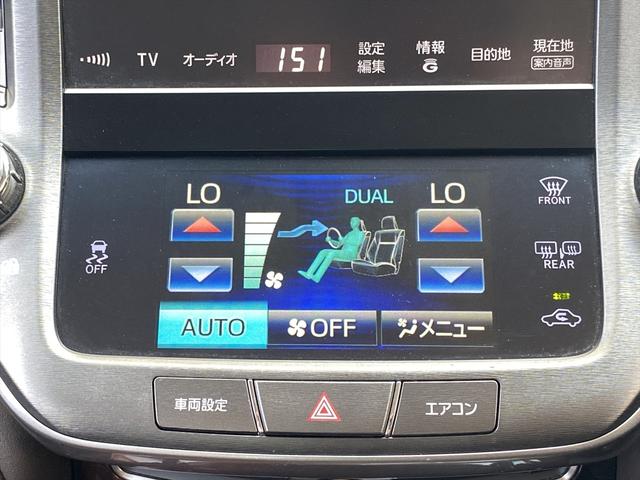 TV オーディオ 151 設定編集 情報 G 目的地 現在地 案内音声
LO DUAL LO
FRONT
OFF
REAR
AUTO OFF メニュー
車両設定 エアコン